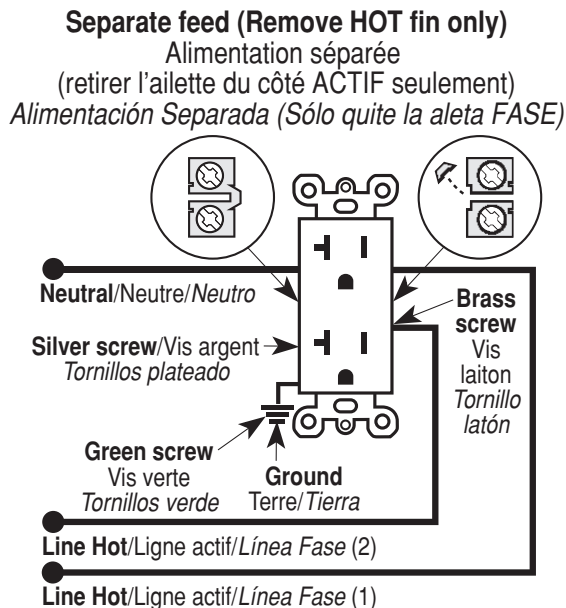 Separate feed (Remove HOT fin only)
Alimentation séparée
(retirer l'ailette du côté ACTIF seulement)
Alimentación Separada (Sólo quite la aleta FASE)
Neutral/Neutre/Neutro
Silver screw/Vis argent
Tornillos plateado
Brass
screw
Vis
laiton
Tornillo
latón
Green screw
Vis verte
Tornillos verde
Ground
Terre/Tierra
Line Hot/Ligne actif/Línea Fase (2)
Line Hot/Ligne actif/Línea Fase (1)